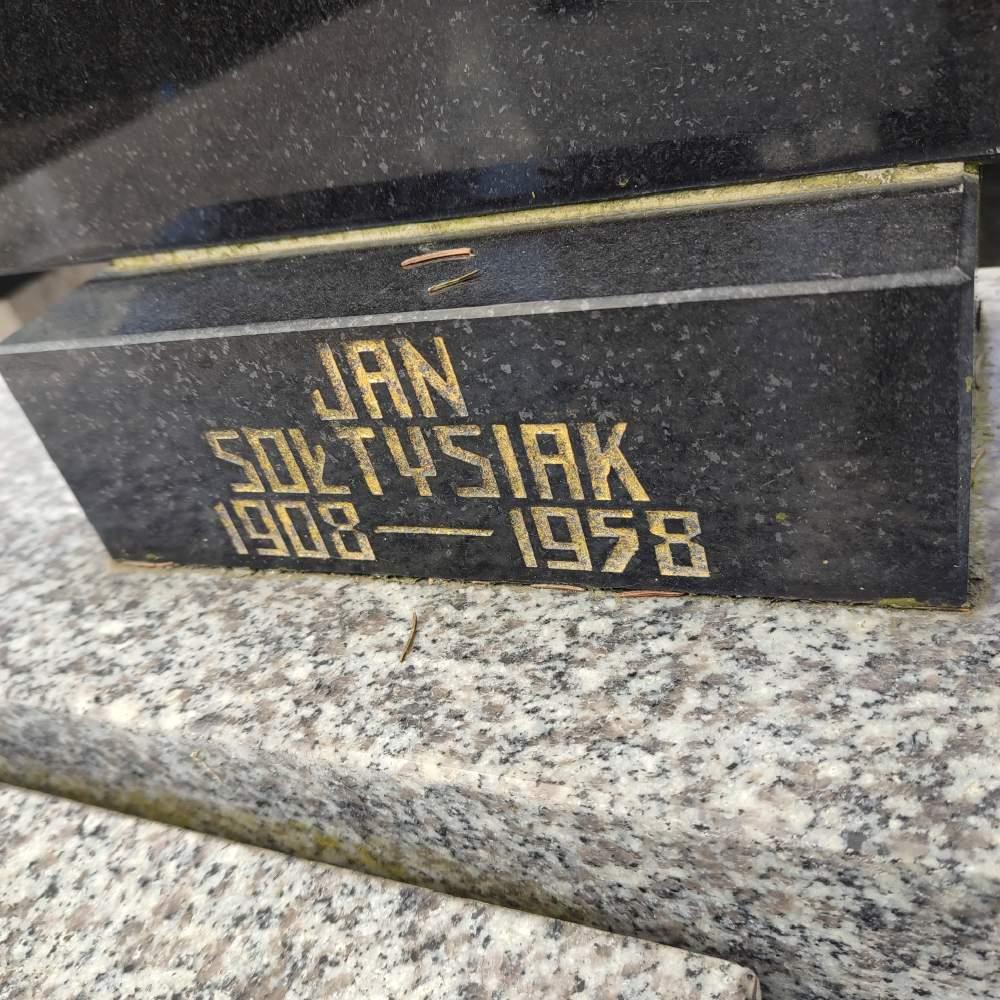 JAN
SOŁTYSIAK
1908 — 1958